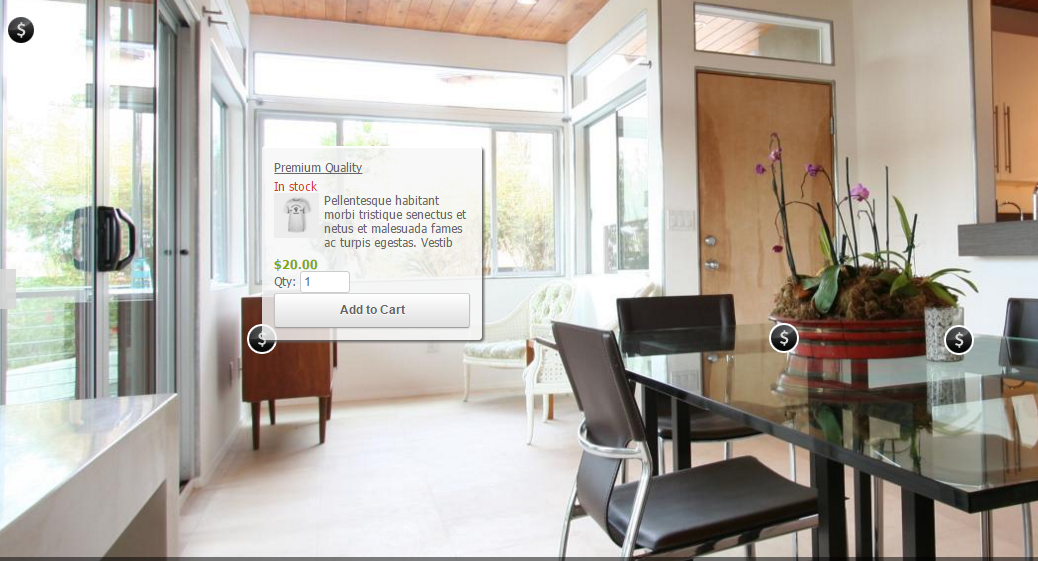 $
Premium Quality
In stock
Pellentesque habitant
morbi tristique senectus et
netus et malesuada fames
ac turpis egestas. Vestib
$20.00
Qty: 1
Add to Cart
$
$
$